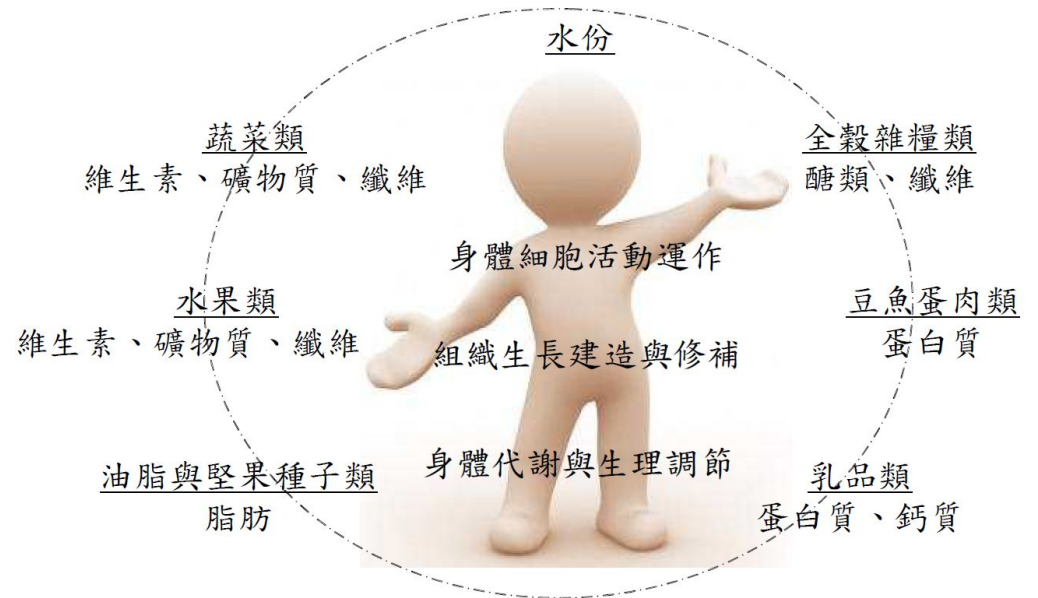 水份
蔬菜類
維生素、礦物質、纖維
全穀雜糧類
醣類、纖維
身體細胞活動運作
水果類
維生素、礦物質、纖維
豆魚蛋肉類
蛋白質
組織生長建造與修補
油脂與堅果種子類
脂肪
身體代謝與生理調節
乳品類
蛋白質、鈣質